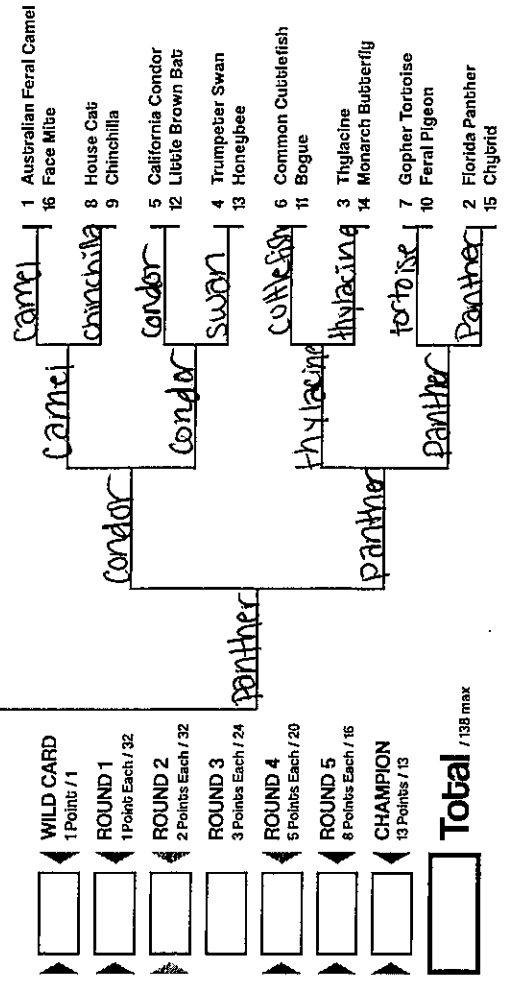 1 Australian Feral Camel
16 Face Mite
8 House Cat
9 Chinchilla
5 California Condor
12 Little Brown Bat
4 Trumpeter Swan
13 Honeybee
6 Common Cuttlefish
11 Bogue
3 Thylacine
14 Monarch Butterfly
7 Gopher Tortoise
10 Feral Pigeon
2 Florida Panther
15 Chytrid
Camel
chinchilla
condor
swan
cuttlefish
thylacine
tortoise
Panther
Camel
condor
thylacine
panther
condor
panther
panther
WILD CARD
1 Point / 1
ROUND 1
1 Point Each / 32
ROUND 2
2 Points Each / 32
ROUND 3
3 Points Each / 24
ROUND 4
5 Points Each / 20
ROUND 5
8 Points Each / 16
CHAMPION
13 Points / 13
Total / 138 max